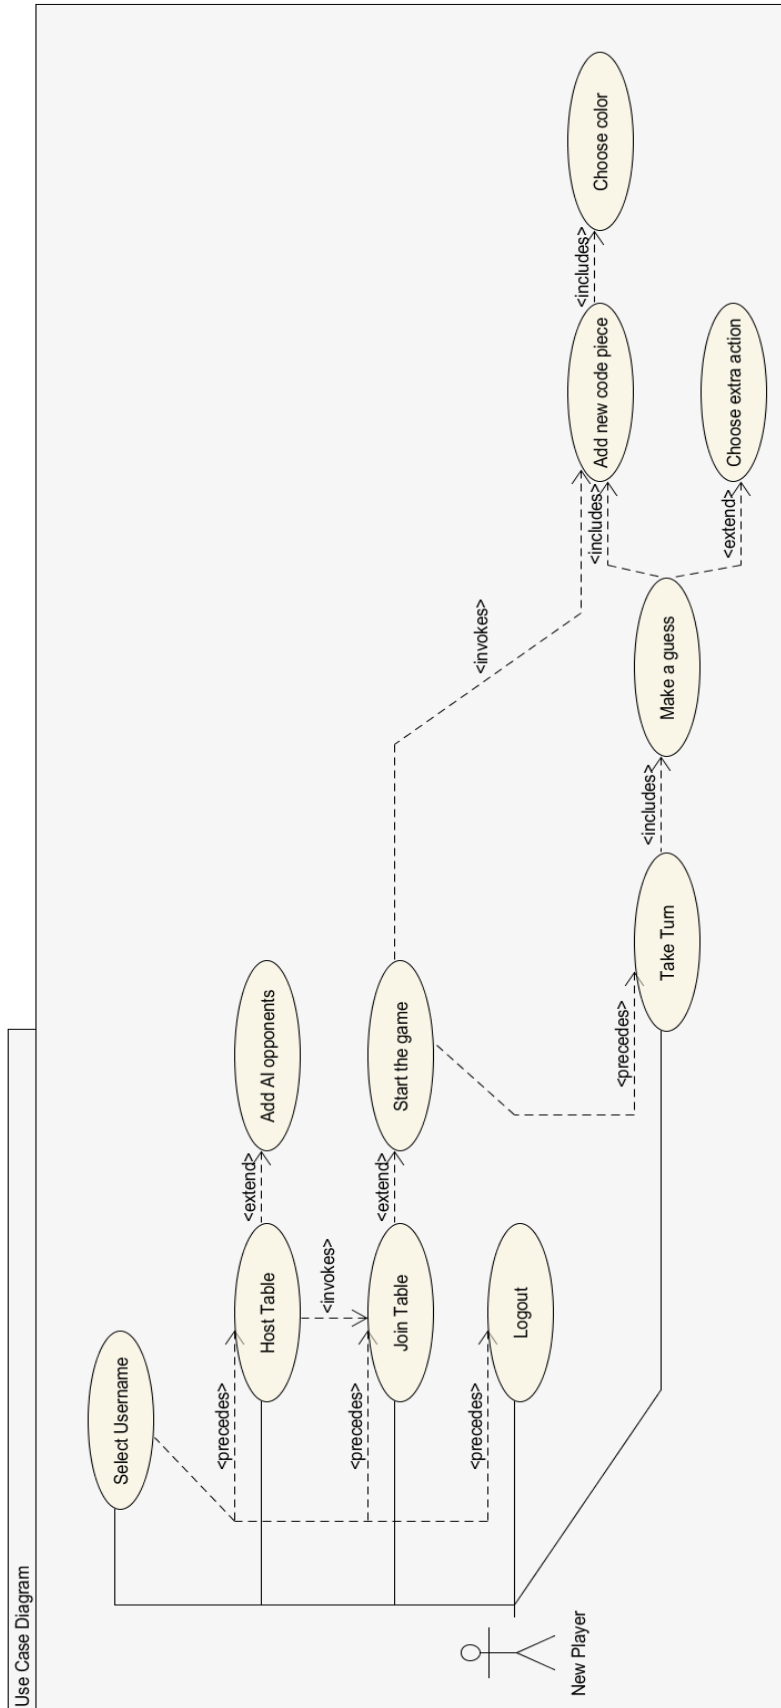 Use Case Diagram
Select Username
<precedes>
Host Table
<extend>
Add AI opponents
<invokes>
<precedes>
Join Table
<extend>
Start the game
<invokes>
<precedes>
Logout
<precedes>
Take Turn
<includes>
Make a guess
<includes>
Add new code piece
<includes>
Choose color
<extend>
Choose extra action
New Player